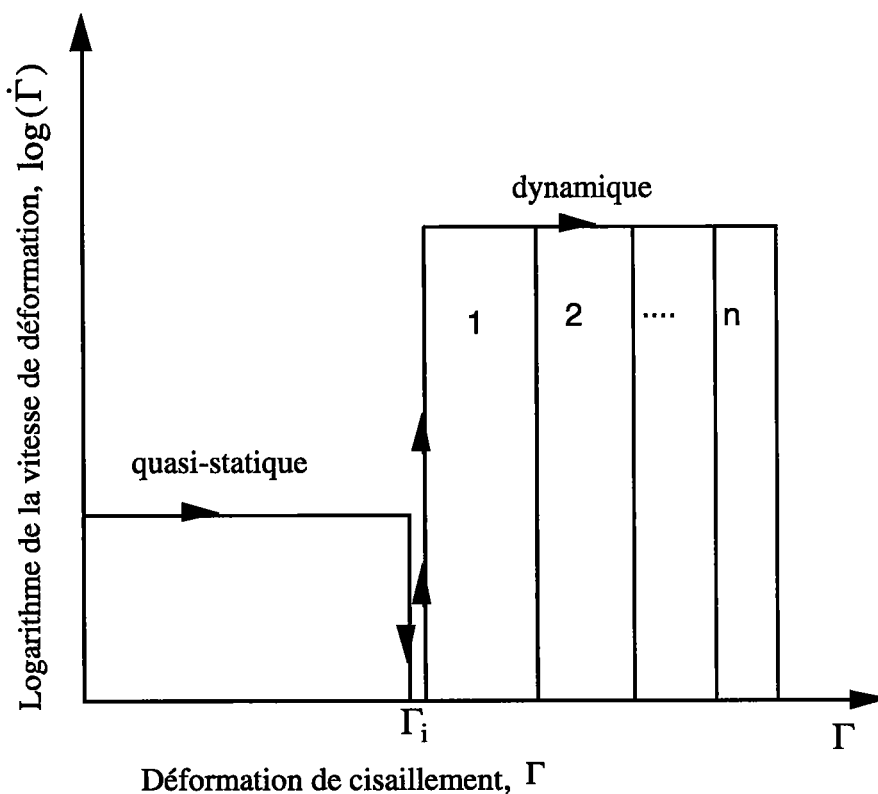 Logarithme de la vitesse de déformation, log(Γ̇)
dynamique
1
2
....
n
quasi-statique
Γi
Γ
Déformation de cisaillement, Γ